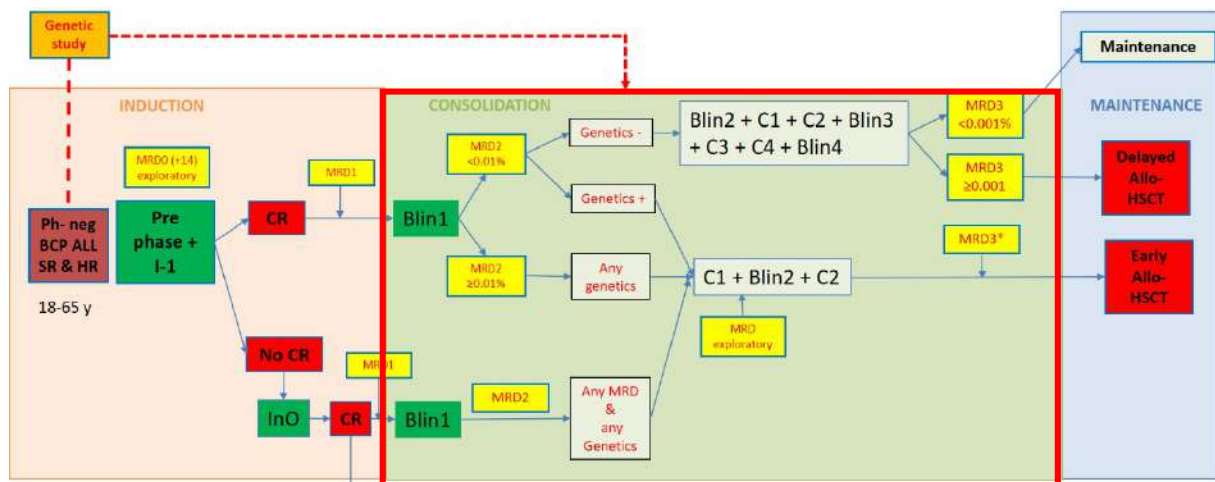 Genetic
study
INDUCTION
CONSOLIDATION
MAINTENANCE
Maintenance
MRD0 (+14)
exploratory
MRD1
Ph- neg
BCP ALL
SR & HR
18-65 y
Pre
phase +
I-1
CR
No CR
InO
CR
MRD1
Blin1
MRD2
<0.01%
MRD2
≥0.01%
Genetics -
Genetics +
Any
genetics
Blin2 + C1 + C2 + Blin3
+ C3 + C4 + Blin4
MRD3
<0.001%
MRD3
≥0.001
Delayed
Allo-
HSCT
C1 + Blin2 + C2
MRD
exploratory
MRD3*
Early
Allo-
HSCT
Blin1
MRD2
Any MRD
&
any
Genetics